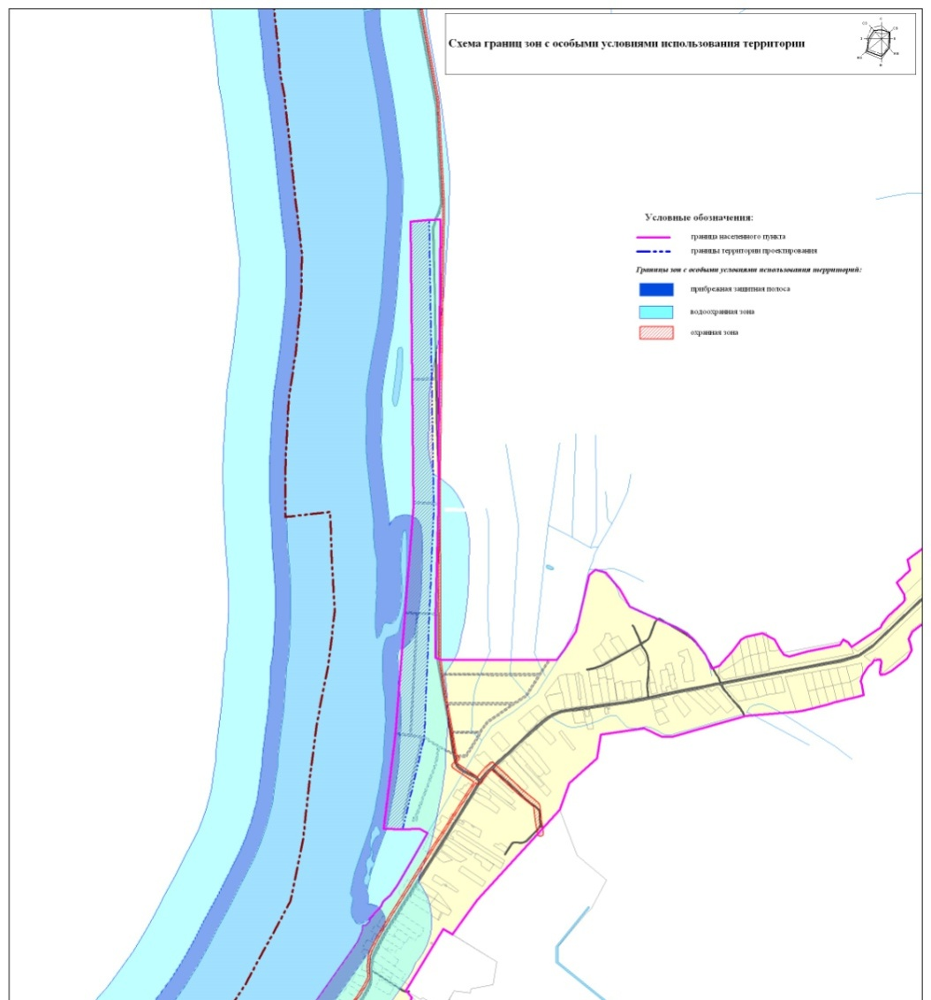 Схема границ зон с особыми условиями использования территории
Условные обозначения:
граница населенного пункта
границы территории проектирования
Границы зон с особыми условиями использования территорий:
прибрежная защитная полоса
водоохранная зона
охранная зона